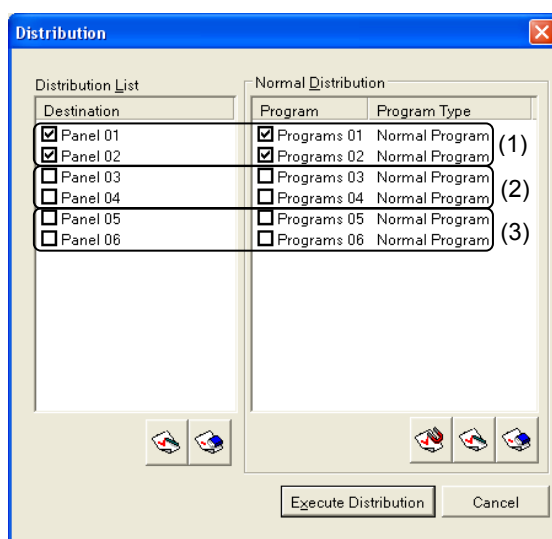 Distribution
Distribution List
Normal Distribution
Destination
Program Program Type
Panel 01 Programs 01 Normal Program
Panel 02 Programs 02 Normal Program
(1)
Panel 03 Programs 03 Normal Program
Panel 04 Programs 04 Normal Program
(2)
Panel 05 Programs 05 Normal Program
Panel 06 Programs 06 Normal Program
(3)
Execute Distribution
Cancel